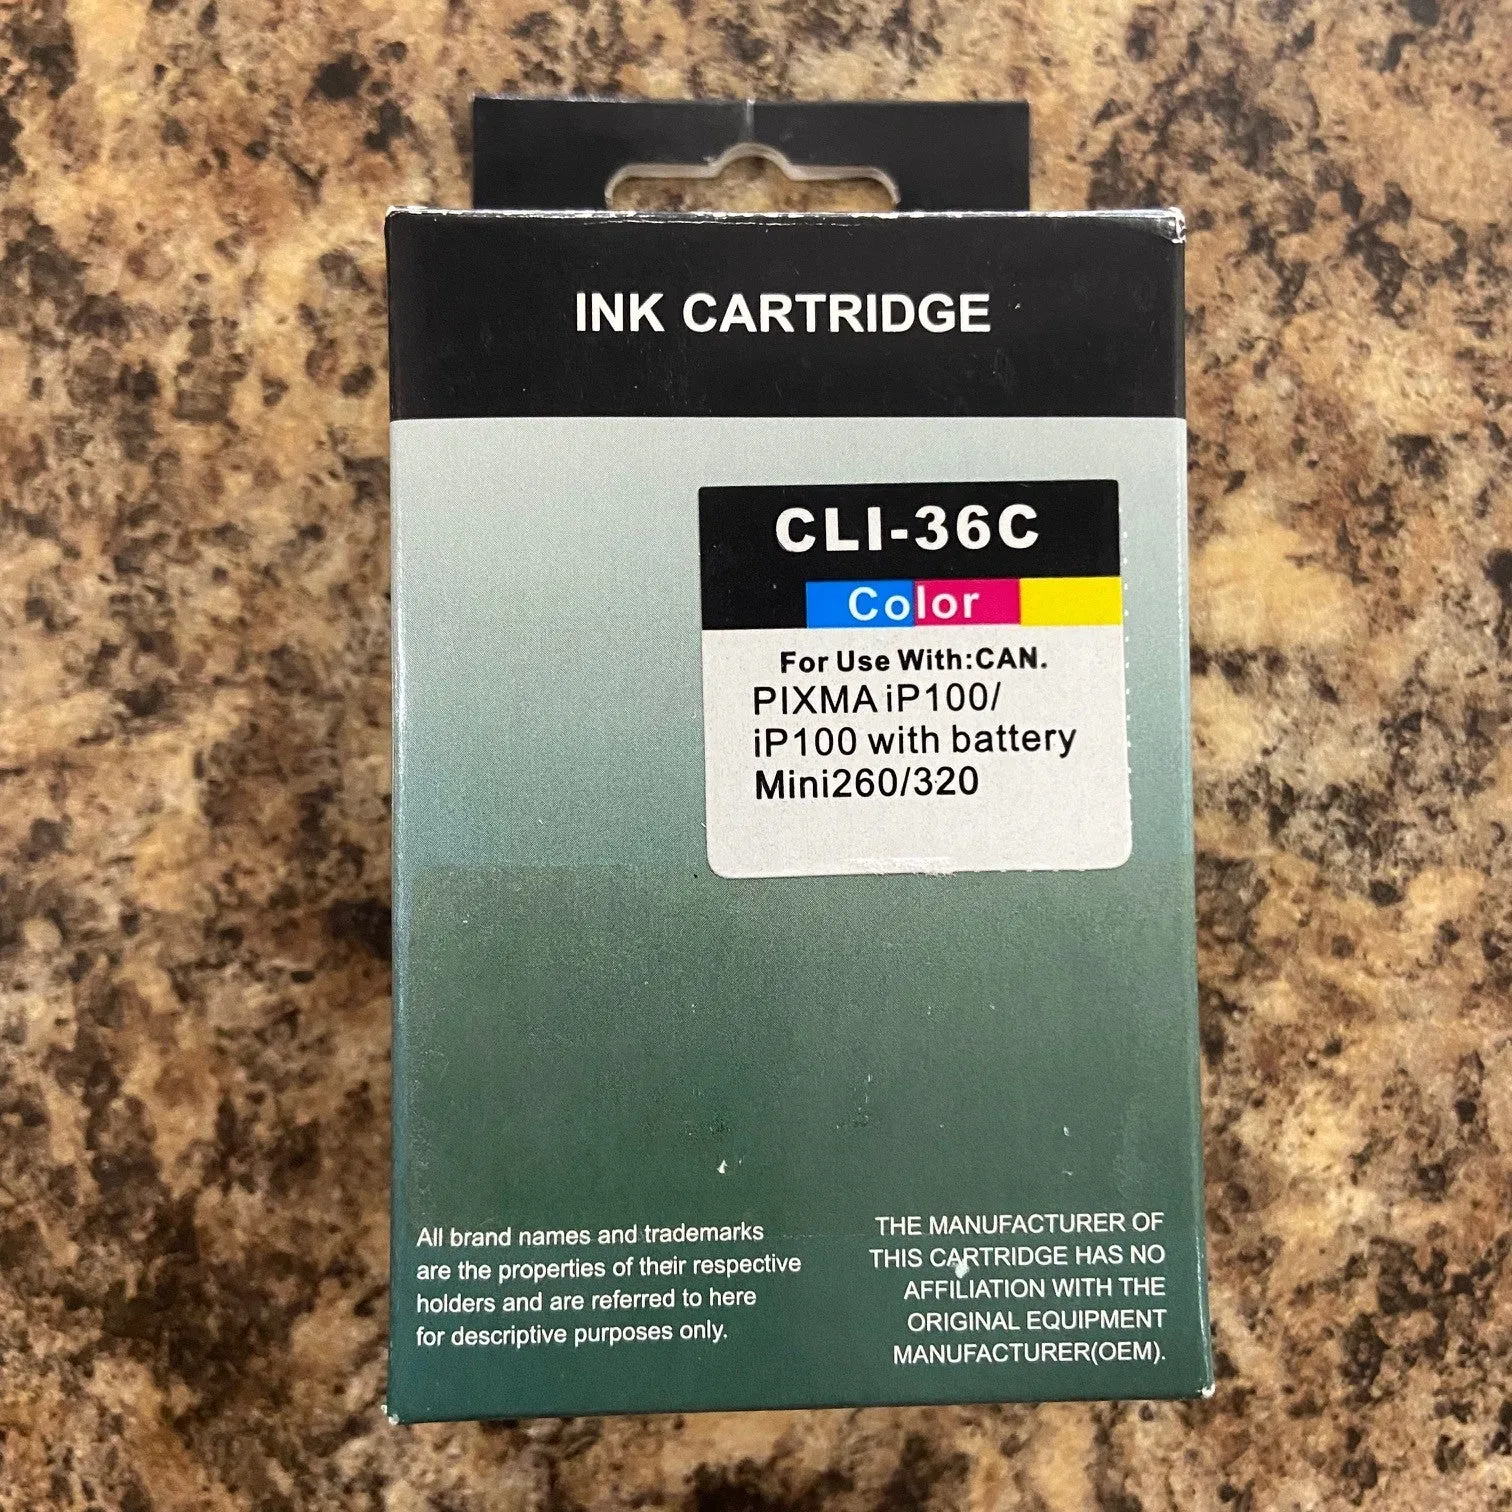 INK CARTRIDGE
CLI-36C
Color
For Use With:CAN.
PIXMA iP100/
iP100 with battery
Mini260/320
All brand names and trademarks
are the properties of their respective
holders and are referred to here
for descriptive purposes only.
THE MANUFACTURER OF
THIS CARTRIDGE HAS NO
AFFILIATION WITH THE
ORIGINAL EQUIPMENT
MANUFACTURER(OEM).